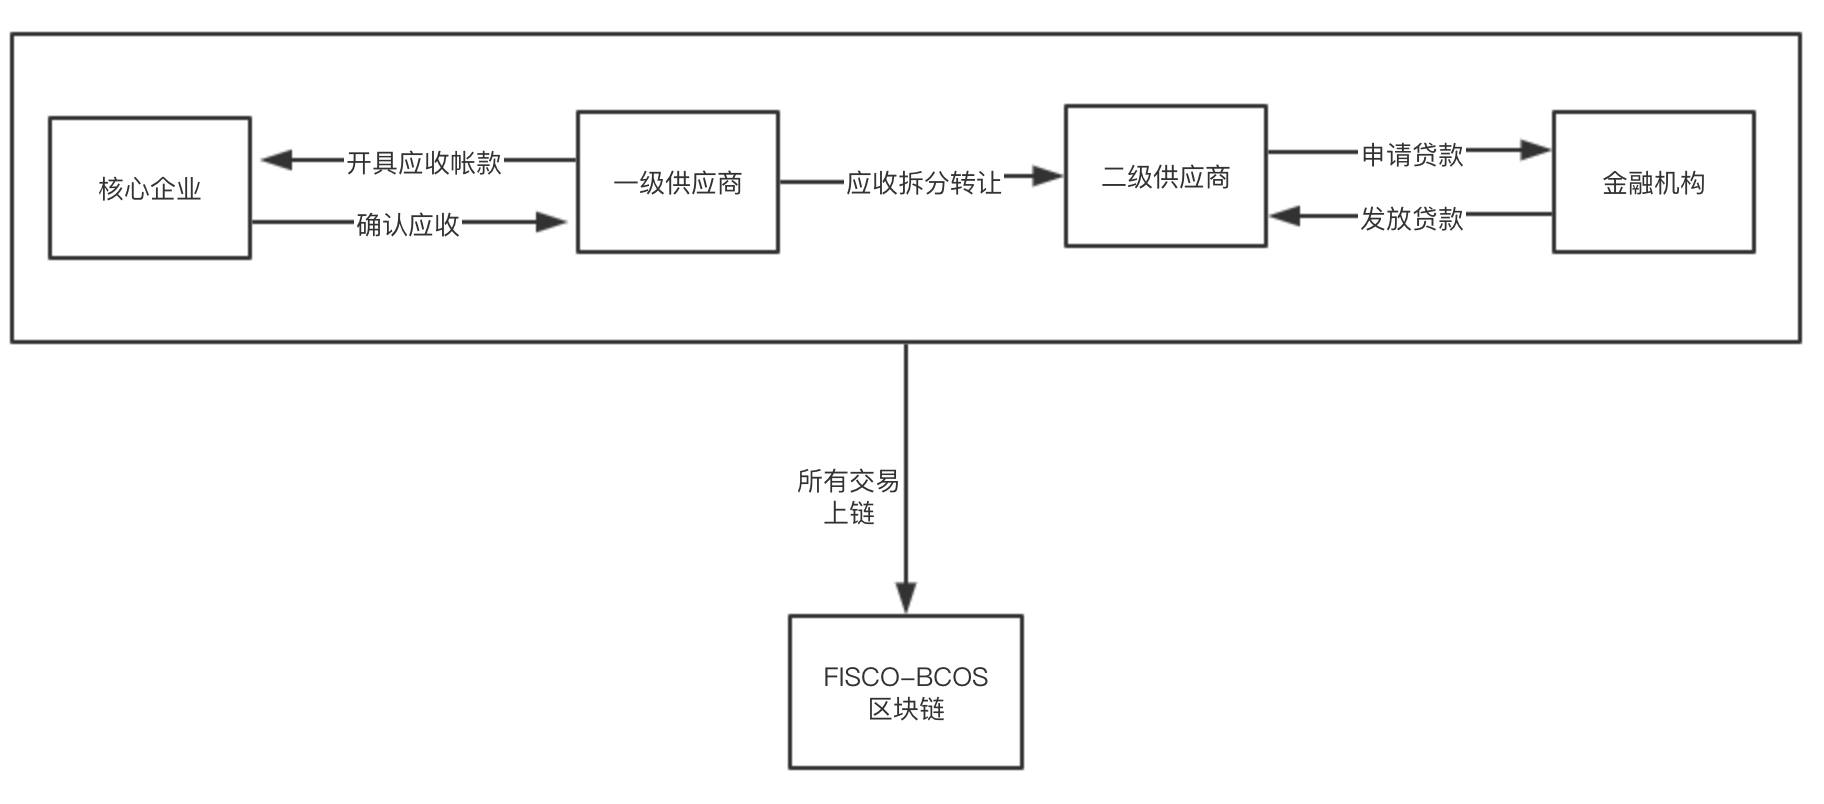 核心企业
开具应收帐款
确认应收
一级供应商
应收拆分转让
二级供应商
申请贷款
发放贷款
金融机构
所有交易
上链
FISCO-BCOS
区块链